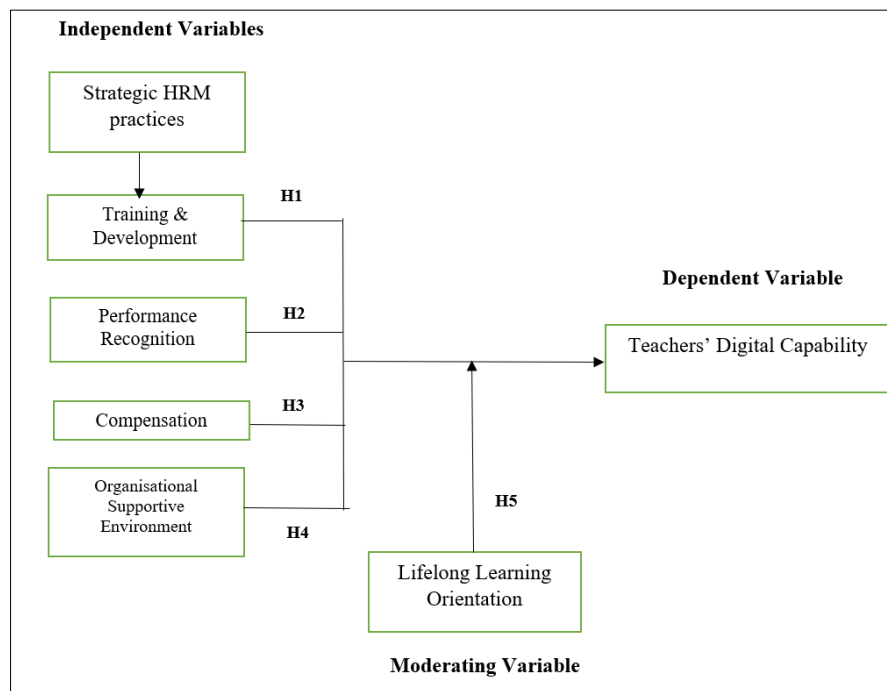 Independent Variables
Strategic HRM
practices
H1
Training &
Development
Dependent Variable
Performance
Recognition
H2
Teachers’ Digital Capability
H3
Compensation
Organisational
Supportive
Environment
H4
H5
Lifelong Learning
Orientation
Moderating Variable